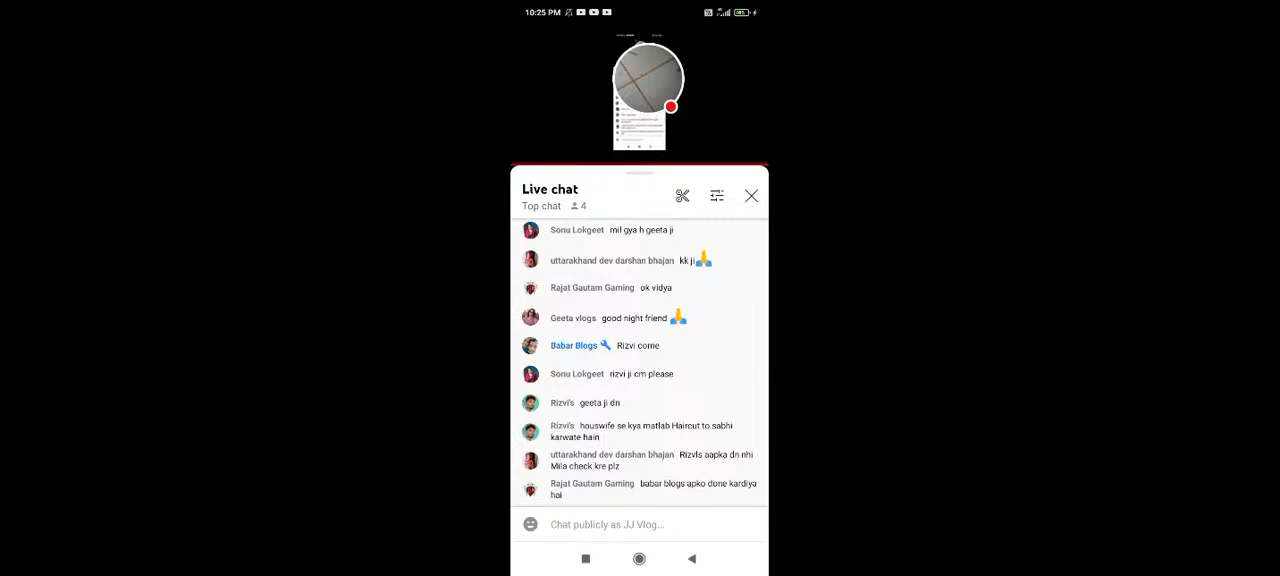 10:25 PM
Live chat
Top chat 4
Sonu Lokgeet mil gya h geeta ji
uttarakhand dev darshan bhajan kk ji🙏
Rajat Gautam Gaming ok vidya
Geeta vlogs good night friend 🙏
Babar Blogs 🔧 Rizvi come
Sonu Lokgeet rizvi ji cm please
Rizvi's geeta ji dn
Rizvi's houswife se kya matlab Haircut to sabhi
karwate hain
uttarakhand dev darshan bhajan Rizvls aapka dn nhi
Mila check kre plz
Rajat Gautam Gaming babar blogs apko done kardiya
hai
Chat publicly as JJ Vlog...